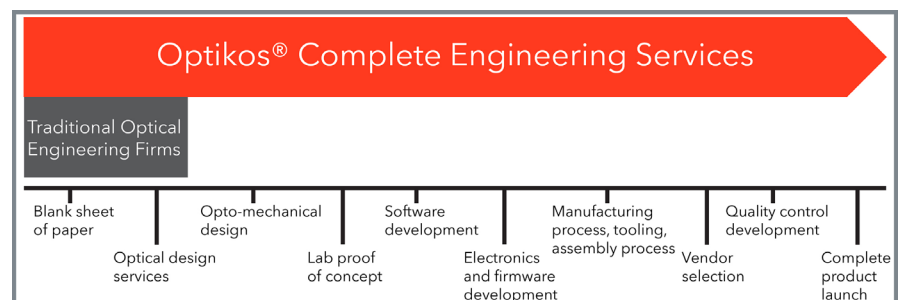 Optikos® Complete Engineering Services
Traditional Optical
Engineering Firms
Blank sheet
of paper
Optical design
services
Opto-mechanical
design
Lab proof
of concept
Software
development
Electronics
and firmware
development
Manufacturing
process, tooling,
assembly process
Vendor
selection
Quality control
development
Complete
product
launch